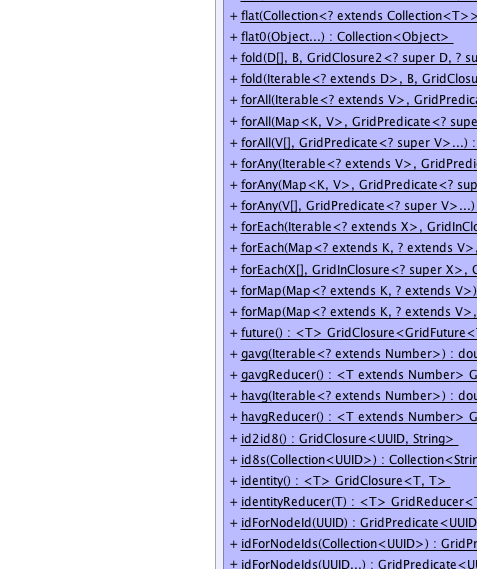 + flat(Collection<? extends Collection<T>>
+ flat0(Object...) : Collection<Object>
+ fold(D[], B, GridClosure2<? super D, ? su
+ fold(Iterable<? extends D>, B, GridClosu
+ forAll(Iterable<? extends V>, GridPredica
+ forAll(Map<K, V>, GridPredicate<? supe
+ forAll(V[], GridPredicate<? super V>...) :
+ forAny(Iterable<? extends V>, GridPredi
+ forAny(Map<K, V>, GridPredicate<? sup
+ forAny(V[], GridPredicate<? super V>...)
+ forEach(Iterable<? extends X>, GridInClo
+ forEach(Map<? extends K, ? extends V>,
+ forEach(X[], GridInClosure<? super X>, G
+ forMap(Map<? extends K, ? extends V>)
+ forMap(Map<? extends K, ? extends V>,
+ future() : <T> GridClosure<GridFuture<T
+ gavg(Iterable<? extends Number>) : dou
+ gavgReducer() : <T extends Number> G
+ havg(Iterable<? extends Number>) : dou
+ havgReducer() : <T extends Number> G
+ id2id8() : GridClosure<UUID, String>
+ id8s(Collection<UUID>) : Collection<Strin
+ identity() : <T> GridClosure<T, T>
+ identityReducer(T) : <T> GridReducer<T
+ idForNodeId(UUID) : GridPredicate<UUID
+ idForNodeIds(Collection<UUID>) : GridPr
+ idForNodeIds(UUID...) : GridPredicate<UU